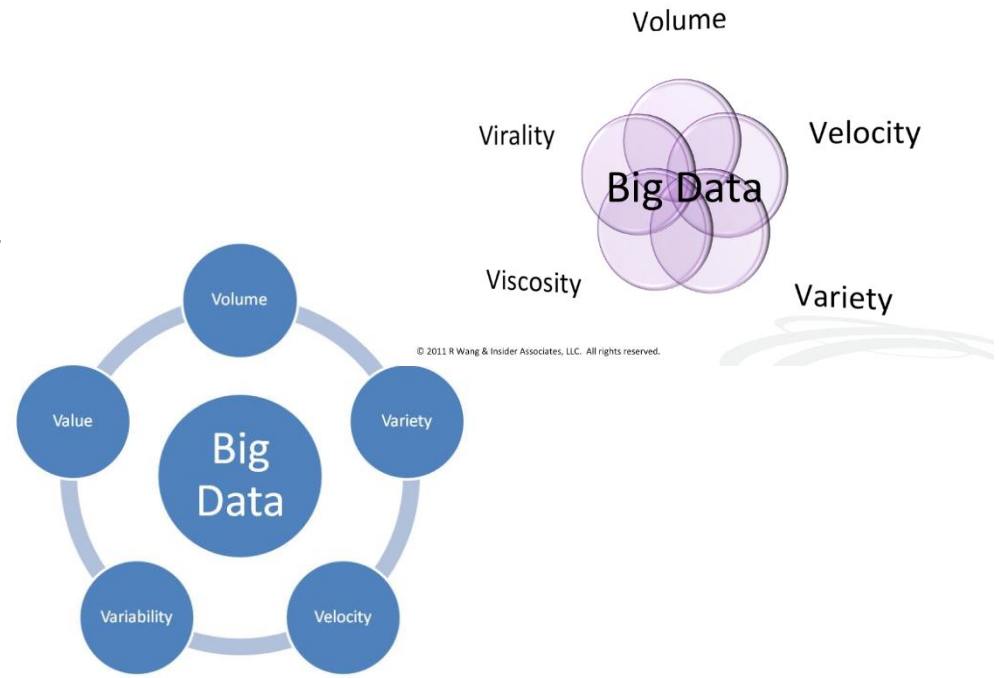 Volume
Virality
Velocity
Big Data
Viscosity
Variety
© 2011 R Wang & Insider Associates, LLC. All rights reserved.
Volume
Value
Variety
Big
Data
Variability
Velocity